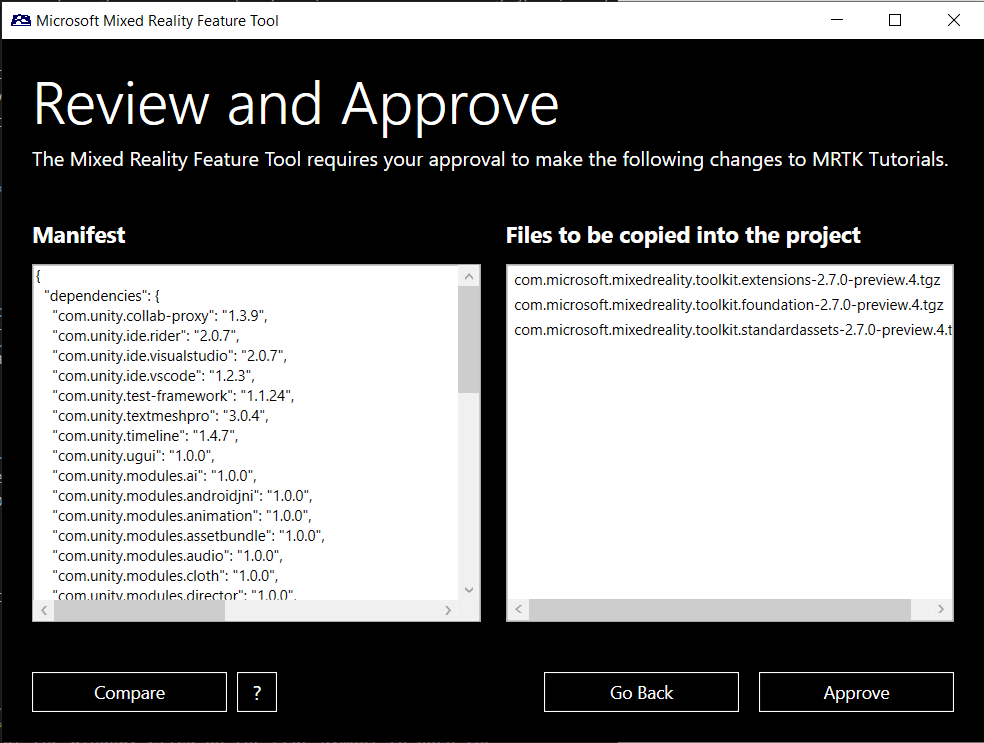 Microsoft Mixed Reality Feature Tool
Review and Approve
The Mixed Reality Feature Tool requires your approval to make the following changes to MRTK Tutorials.
Manifest
{
"dependencies": {
"com.unity.collab-proxy": "1.3.9",
"com.unity.ide.rider": "2.0.7",
"com.unity.ide.visualstudio": "2.0.7",
"com.unity.ide.vscode": "1.2.3",
"com.unity.test-framework": "1.1.24",
"com.unity.textmeshpro": "3.0.4",
"com.unity.timeline": "1.4.7",
"com.unity.ugui": "1.0.0",
"com.unity.modules.ai": "1.0.0",
"com.unity.modules.androidjni": "1.0.0",
"com.unity.modules.animation": "1.0.0",
"com.unity.modules.assetbundle": "1.0.0",
"com.unity.modules.audio": "1.0.0",
"com.unity.modules.cloth": "1.0.0",
"com.unity.modules.director": "1.0.0",
Files to be copied into the project
com.microsoft.mixedreality.toolkit.extensions-2.7.0-preview.4.tgz
com.microsoft.mixedreality.toolkit.foundation-2.7.0-preview.4.tgz
com.microsoft.mixedreality.toolkit.standardassets-2.7.0-preview.4.t
Compare
?
Go Back
Approve